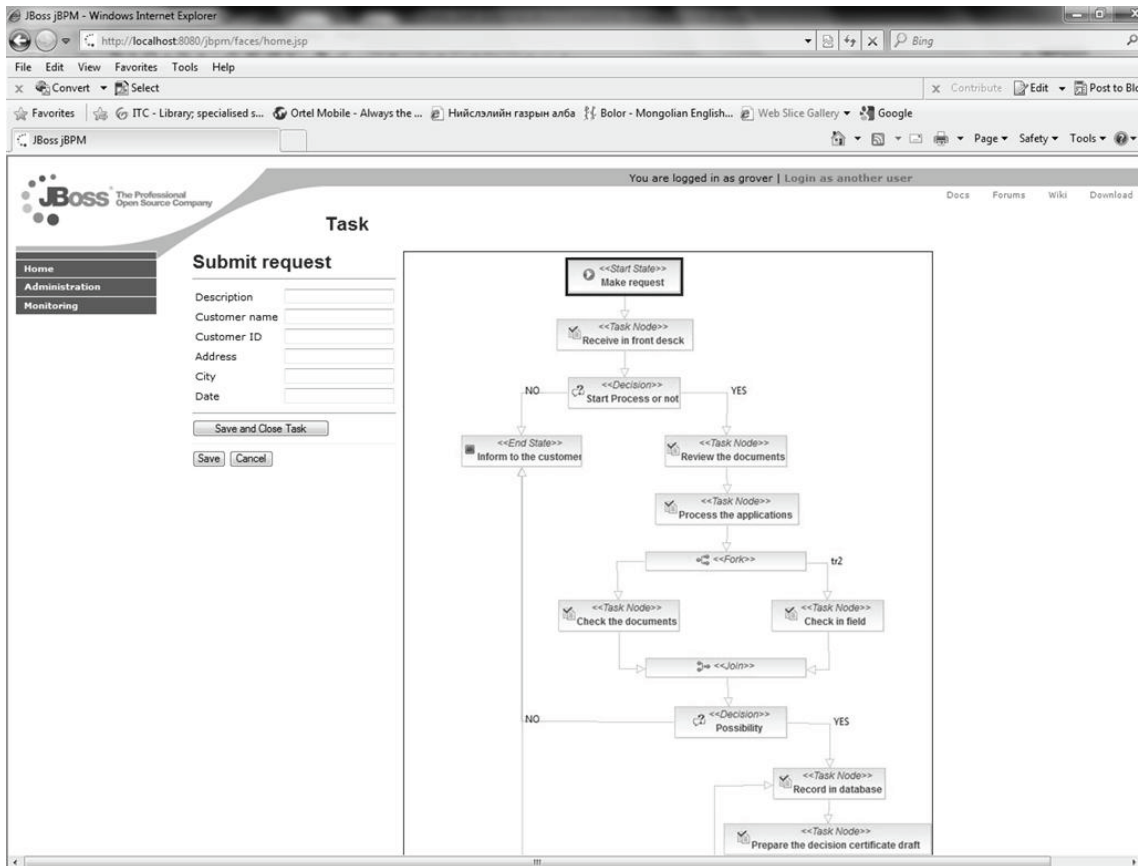 JBoss jBPM - Windows Internet Explorer
http://localhost:8080/jbpm/faces/home.jsp
Bing
File Edit View Favorites Tools Help
x Convert Select
x Contribute Edit Post to Blo
Favorites ITC - Library; specialised s... Ortel Mobile - Always the ... Нийслэлийн газрын алба Bolor - Mongolian English... Web Slice Gallery Google
JBoss jBPM
Page Safety Tools
JBoss The Professional Open Source Company
You are logged in as grover | Login as another user
Docs Forums Wiki Download
Task
Home
Administration
Monitoring
Submit request
Description
Customer name
Customer ID
Address
City
Date
Save and Close Task
Save Cancel
<<Start State>>
Make request
<<Task Node>>
Receive in front desck
<<Decision>>
Start Process or not
NO
YES
<<End State>>
Inform to the customer
<<Task Node>>
Review the documents
<<Task Node>>
Process the applications
<<Fork>>
tr2
<<Task Node>>
Check the documents
<<Task Node>>
Check in field
<<Join>>
<<Decision>>
Possibility
NO
YES
<<Task Node>>
Record in database
<<Task Node>>
Prepare the decision certificate draft